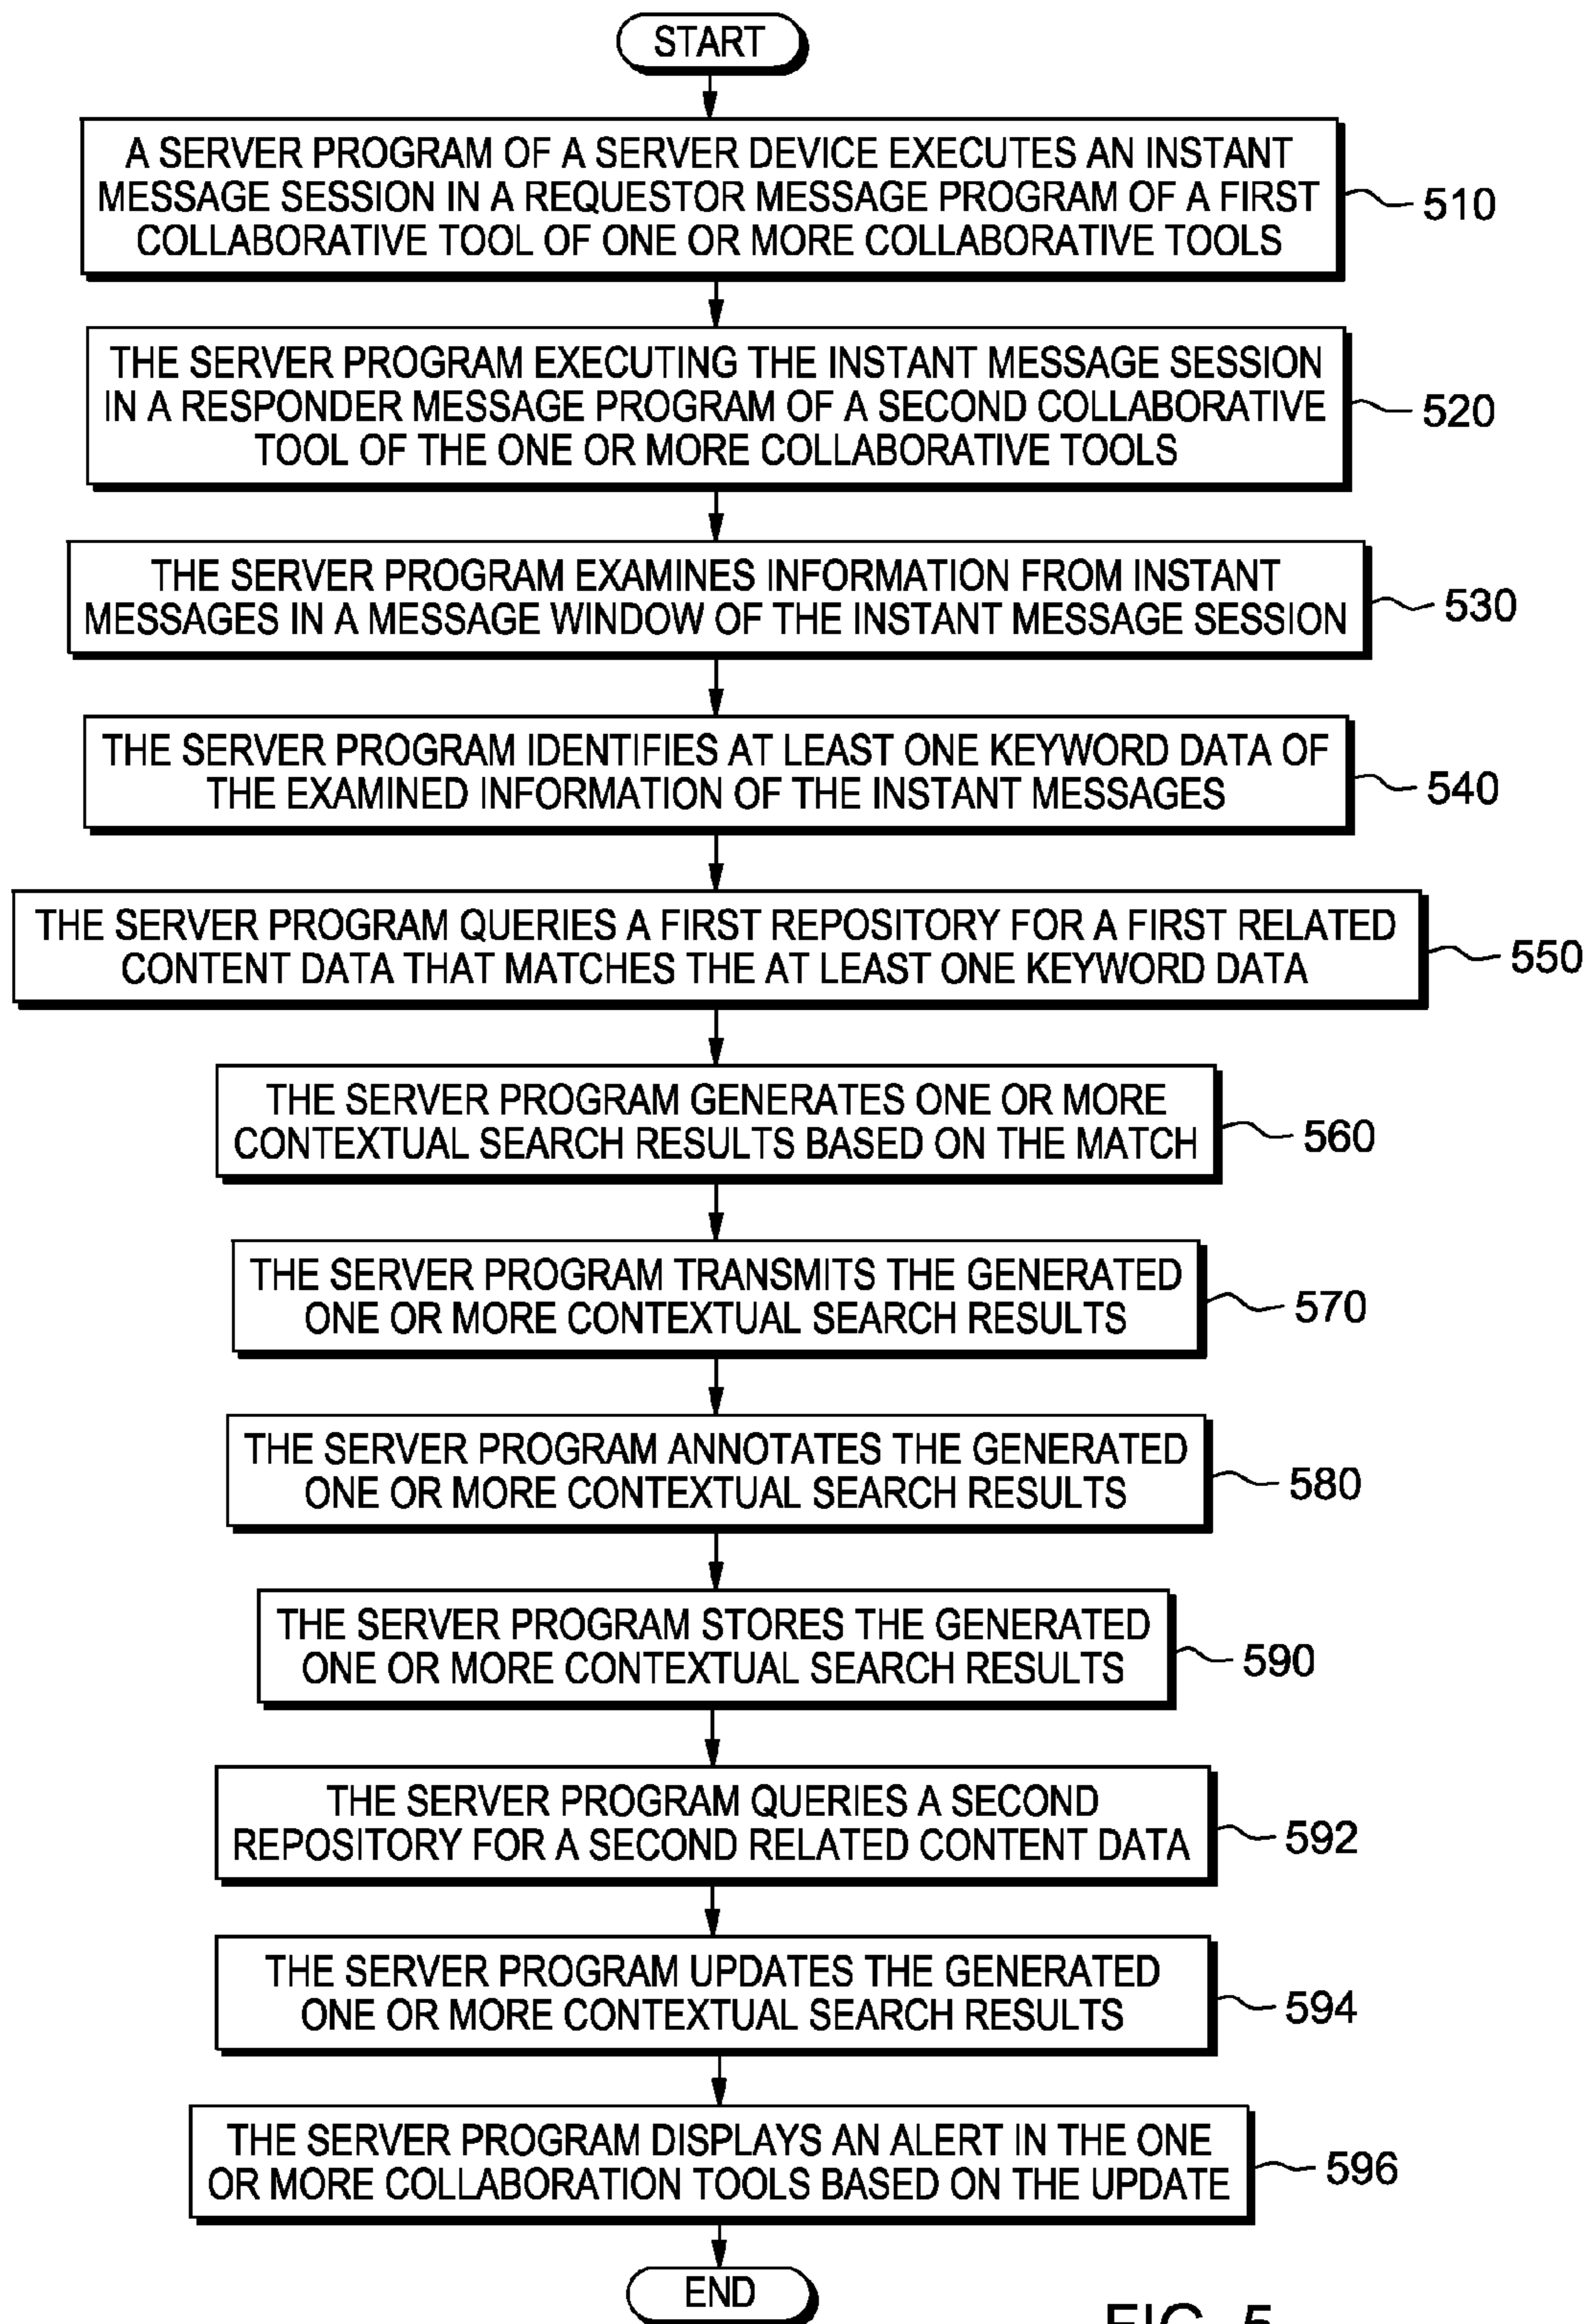 START
A SERVER PROGRAM OF A SERVER DEVICE EXECUTES AN INSTANT
MESSAGE SESSION IN A REQUESTOR MESSAGE PROGRAM OF A FIRST
COLLABORATIVE TOOL OF ONE OR MORE COLLABORATIVE TOOLS
510
THE SERVER PROGRAM EXECUTING THE INSTANT MESSAGE SESSION
IN A RESPONDER MESSAGE PROGRAM OF A SECOND COLLABORATIVE
TOOL OF THE ONE OR MORE COLLABORATIVE TOOLS
520
THE SERVER PROGRAM EXAMINES INFORMATION FROM INSTANT
MESSAGES IN A MESSAGE WINDOW OF THE INSTANT MESSAGE SESSION
530
THE SERVER PROGRAM IDENTIFIES AT LEAST ONE KEYWORD DATA OF
THE EXAMINED INFORMATION OF THE INSTANT MESSAGES
540
THE SERVER PROGRAM QUERIES A FIRST REPOSITORY FOR A FIRST RELATED
CONTENT DATA THAT MATCHES THE AT LEAST ONE KEYWORD DATA
550
THE SERVER PROGRAM GENERATES ONE OR MORE
CONTEXTUAL SEARCH RESULTS BASED ON THE MATCH
560
THE SERVER PROGRAM TRANSMITS THE GENERATED
ONE OR MORE CONTEXTUAL SEARCH RESULTS
570
THE SERVER PROGRAM ANNOTATES THE GENERATED
ONE OR MORE CONTEXTUAL SEARCH RESULTS
580
THE SERVER PROGRAM STORES THE GENERATED
ONE OR MORE CONTEXTUAL SEARCH RESULTS
590
THE SERVER PROGRAM QUERIES A SECOND
REPOSITORY FOR A SECOND RELATED CONTENT DATA
592
THE SERVER PROGRAM UPDATES THE GENERATED
ONE OR MORE CONTEXTUAL SEARCH RESULTS
594
THE SERVER PROGRAM DISPLAYS AN ALERT IN THE ONE
OR MORE COLLABORATION TOOLS BASED ON THE UPDATE
596
END
FIG. 5